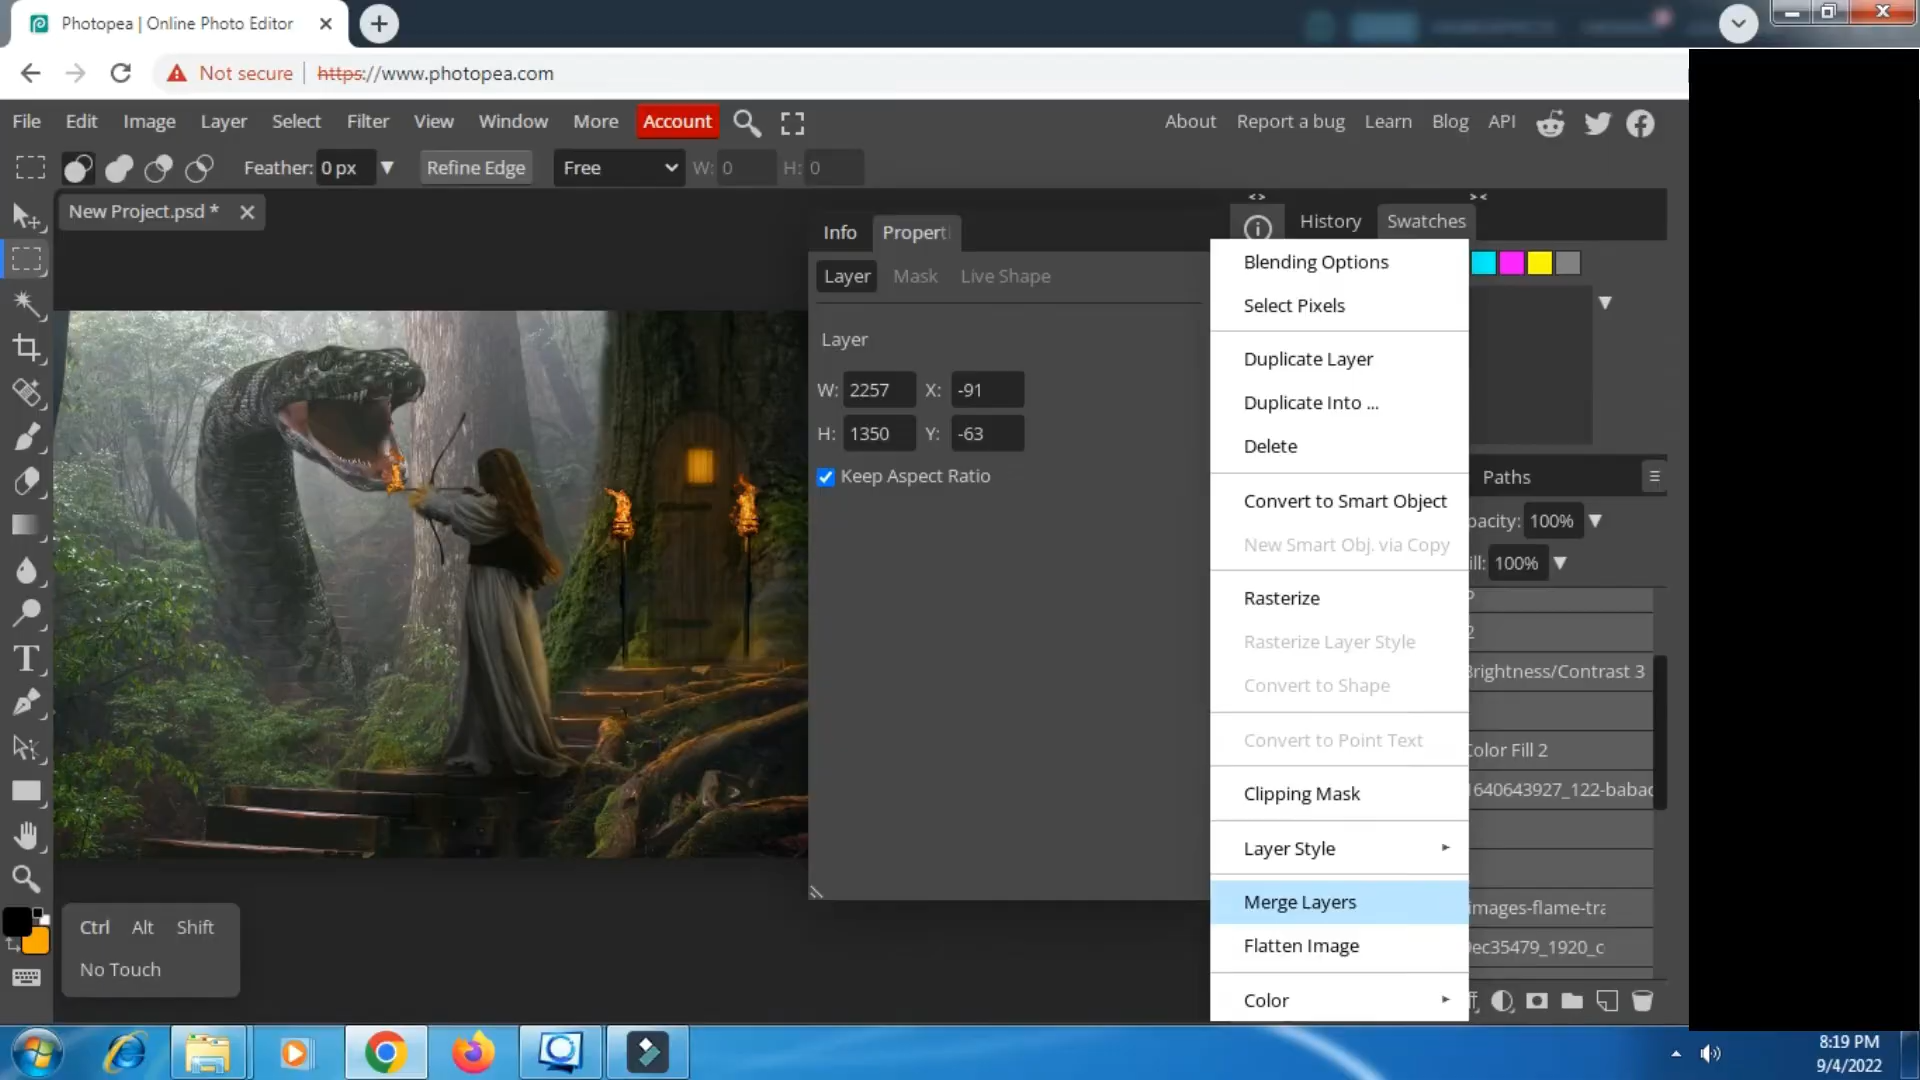 Photopea | Online Photo Editor
Not secure https://www.photopea.com
File Edit Image Layer Select Filter View Window More Account About Report a bug Learn Blog API
Feather: 0 px Refine Edge Free W: 0 H: 0
New Project.psd *
Info Propert
History Swatches
Layer Mask Live Shape
Layer
W: 2257 X: -91
H: 1350 Y: -63
Keep Aspect Ratio
Blending Options
Select Pixels
Duplicate Layer
Duplicate Into ...
Delete
Convert to Smart Object
New Smart Obj. via Copy
Rasterize
Rasterize Layer Style
Convert to Shape
Convert to Point Text
Clipping Mask
Layer Style
Merge Layers
Flatten Image
Color
Paths
pacity: 100%
ill: 100%
2
Brightness/Contrast 3
Color Fill 2
1640643927_122-babac
images-flame-tra
ec35479_1920_c
Ctrl Alt Shift
No Touch
8:19 PM
9/4/2022